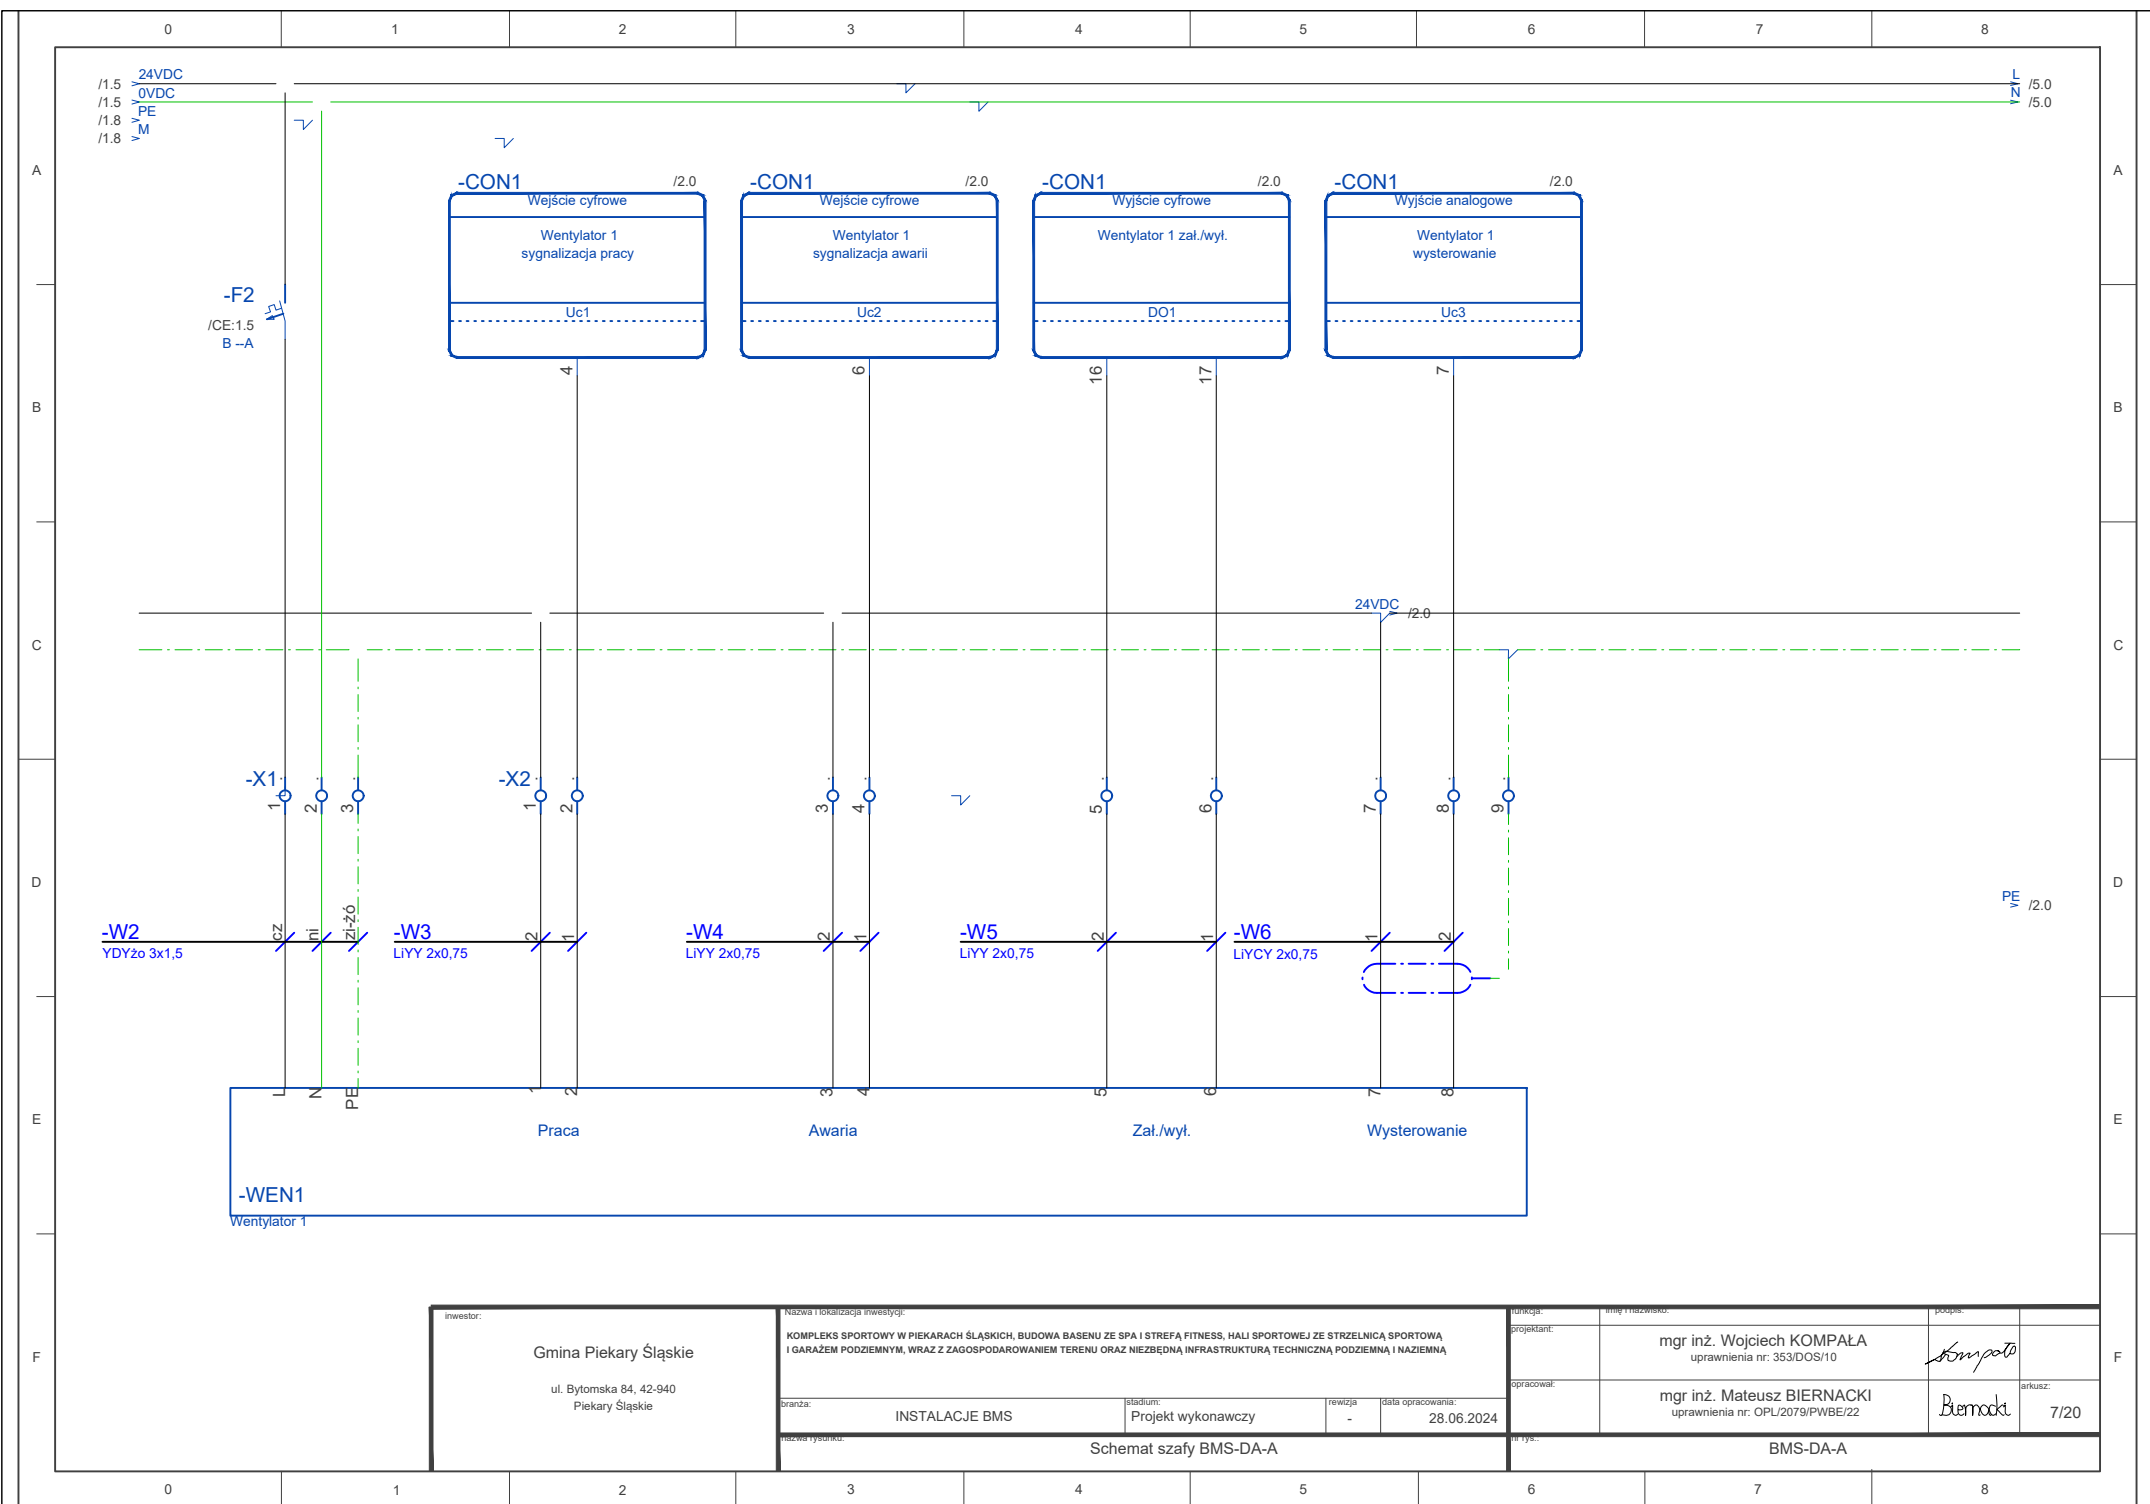 0 1 2 3 4 5 6 7 8
/1.5 24VDC
/1.5 0VDC
/1.8 PE
/1.8 M
L /5.0
N /5.0
A A
-CON1 /2.0
Wejście cyfrowe
Wentylator 1
sygnalizacja pracy
Uc1
4
-CON1 /2.0
Wejście cyfrowe
Wentylator 1
sygnalizacja awarii
Uc2
6
-CON1 /2.0
Wyjście cyfrowe
Wentylator 1 zał./wył.
DO1
16 17
-CON1 /2.0
Wyjście analogowe
Wentylator 1
wysterowanie
Uc3
7
-F2
/CE:1.5
B --A
B B
24VDC /2.0
C C
-X1 1 2 3
-X2 1 2 3 4 5 6 7 8 9
D D
PE /2.0
-W2 cz ni zi-żó
YDYżo 3x1,5
-W3 2 1
LiYY 2x0,75
-W4 2 1
LiYY 2x0,75
-W5 2 1
LiYY 2x0,75
-W6 1 2
LiYCY 2x0,75
L N PE 1 2 3 4 5 6 7 8
E E
Praca Awaria Zał./wył. Wysterowanie
-WEN1
Wentylator 1
F F
inwestor:
Gmina Piekary Śląskie
ul. Bytomska 84, 42-940
Piekary Śląskie
Nazwa i lokalizacja inwestycji:
KOMPLEKS SPORTOWY W PIEKARACH ŚLĄSKICH, BUDOWA BASENU ZE SPA I STREFĄ FITNESS, HALI SPORTOWEJ ZE STRZELNICĄ SPORTOWĄ
I GARAŻEM PODZIEMNYM, WRAZ Z ZAGOSPODAROWANIEM TERENU ORAZ NIEZBĘDNĄ INFRASTRUKTURĄ TECHNICZNĄ PODZIEMNĄ I NAZIEMNĄ
branża:
INSTALACJE BMS
stadium:
Projekt wykonawczy
rewizja
-
data opracowania:
28.06.2024
nazwa rysunku:
Schemat szafy BMS-DA-A
funkcja: imię i nazwisko: podpis:
projektant:
mgr inż. Wojciech KOMPAŁA
uprawnienia nr: 353/DOS/10
Kompała
opracował:
mgr inż. Mateusz BIERNACKI
uprawnienia nr: OPL/2079/PWBE/22
Biernacki
arkusz:
7/20
nr rys.:
BMS-DA-A
0 1 2 3 4 5 6 7 8